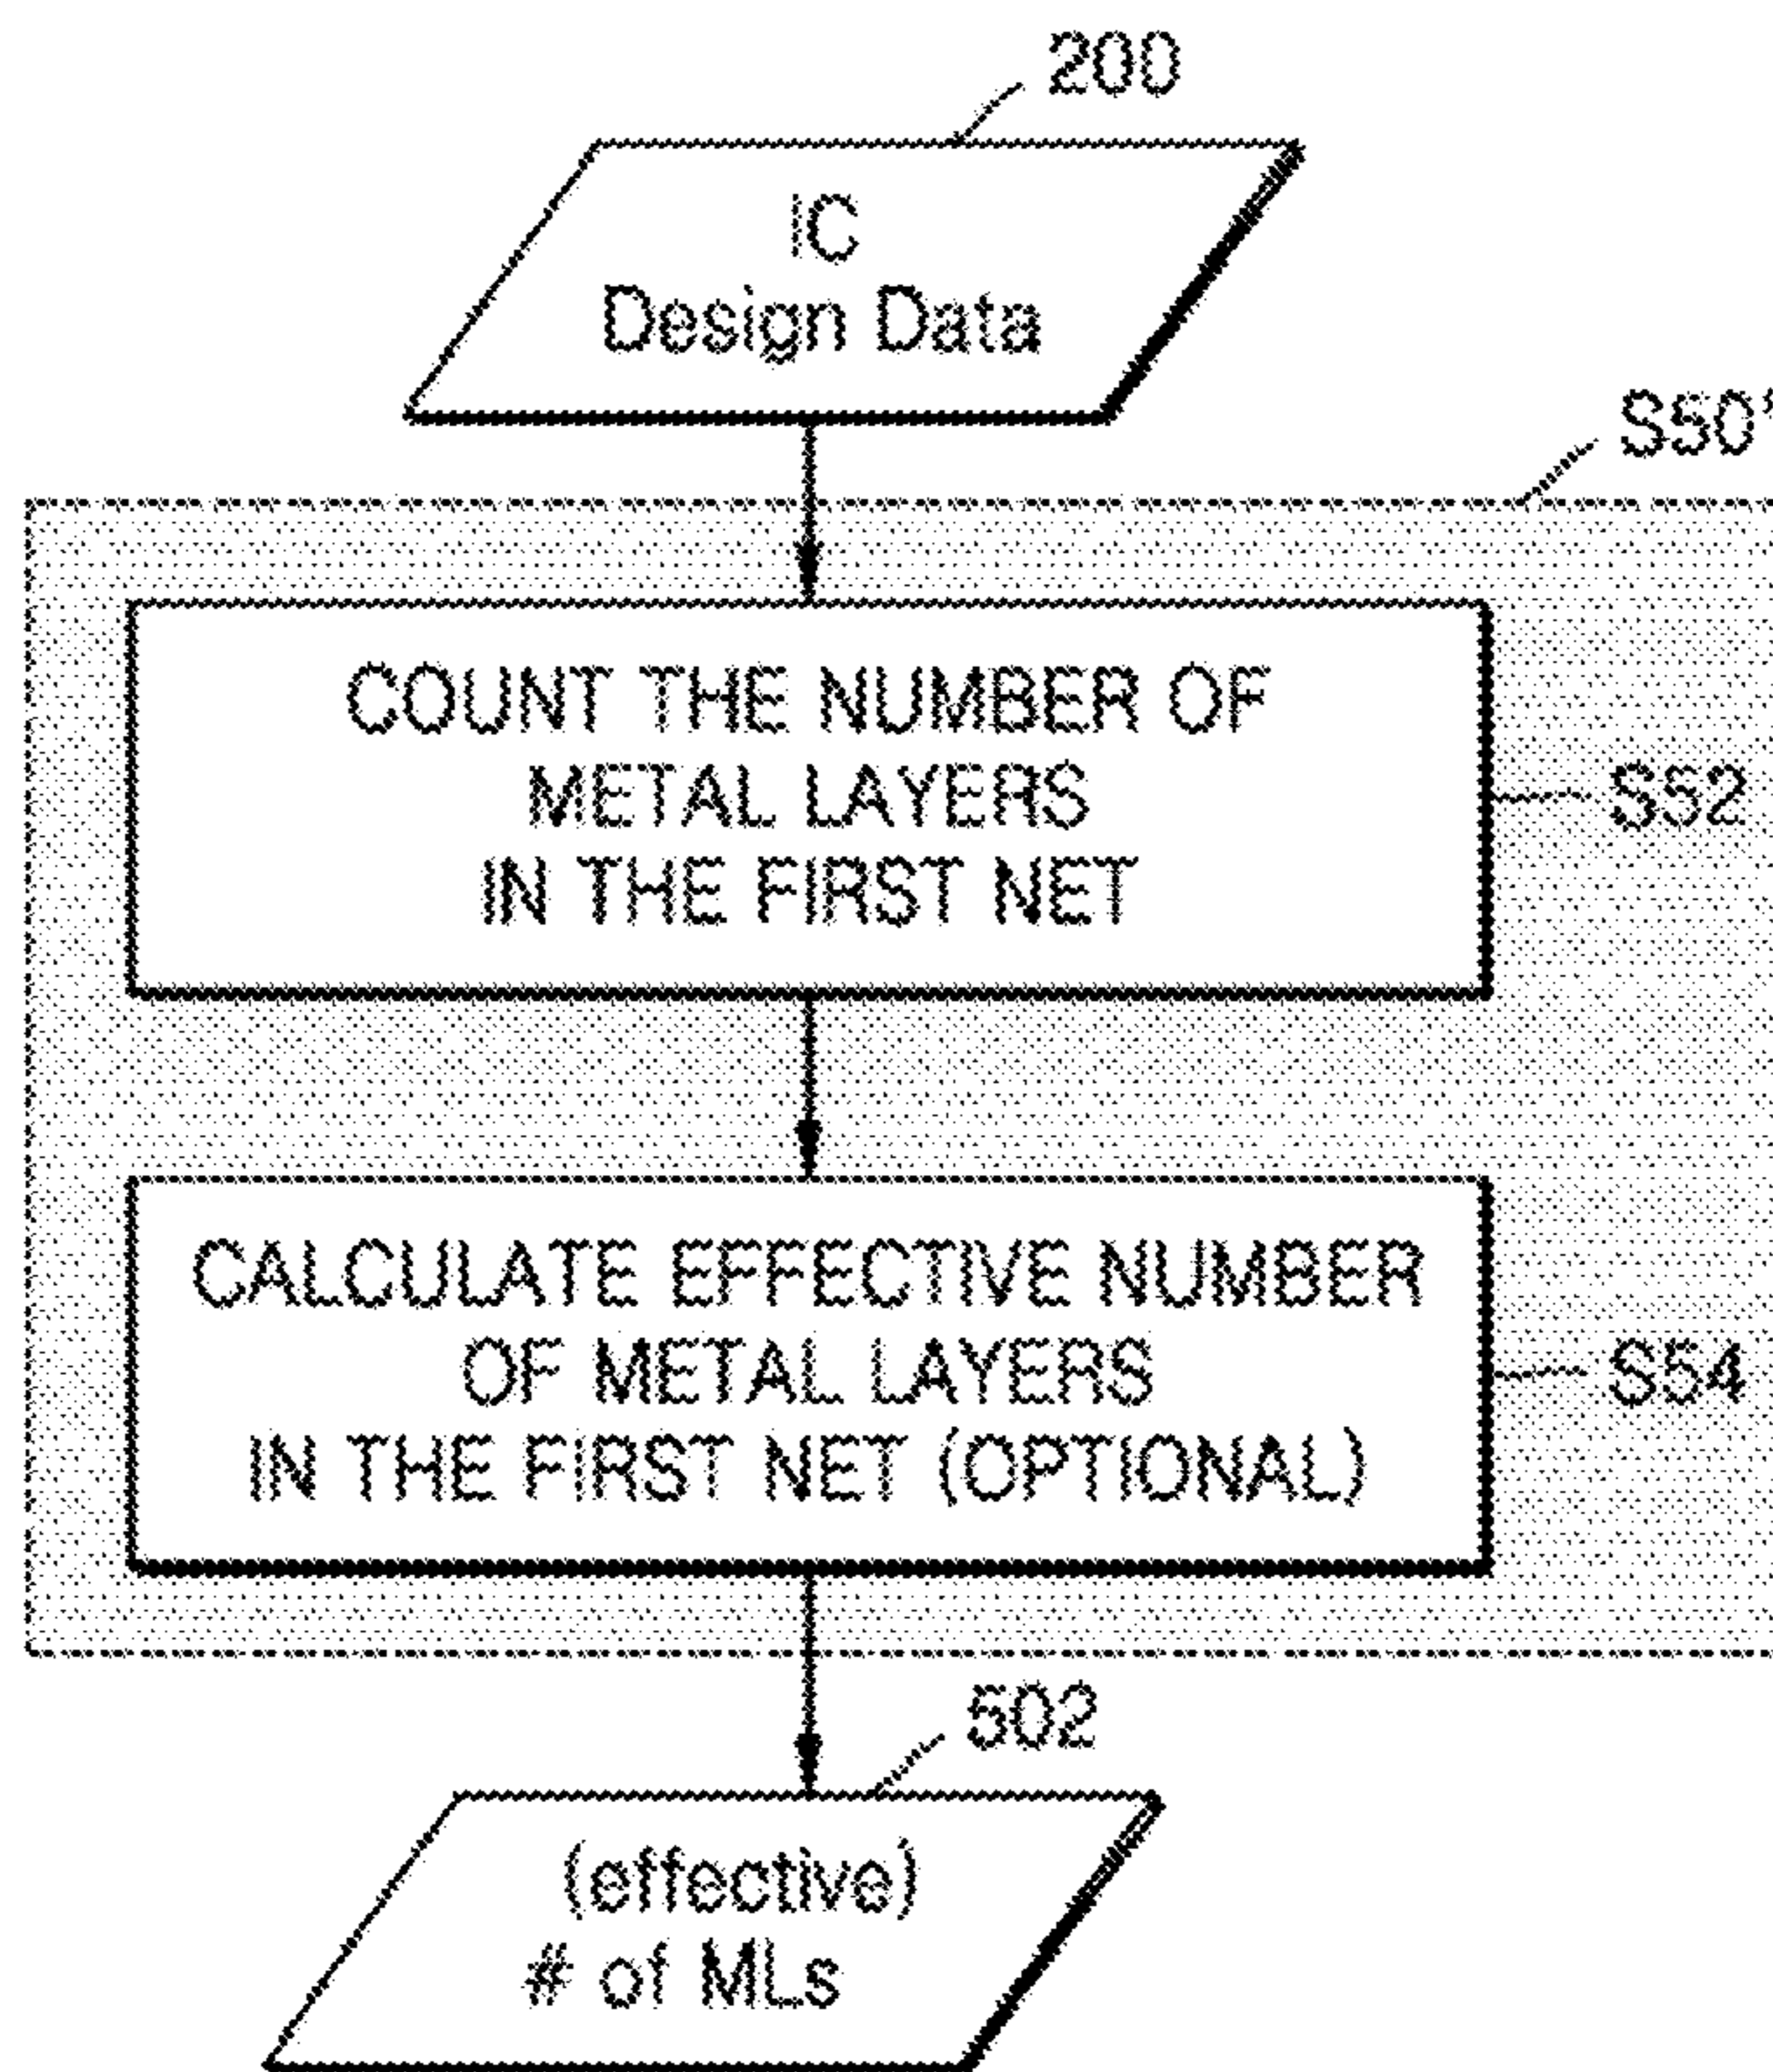 200
IC
Design Data
S50'
COUNT THE NUMBER OF
METAL LAYERS
IN THE FIRST NET
S52
CALCULATE EFFECTIVE NUMBER
OF METAL LAYERS
IN THE FIRST NET (OPTIONAL)
S54
502
(effective)
# of MLs